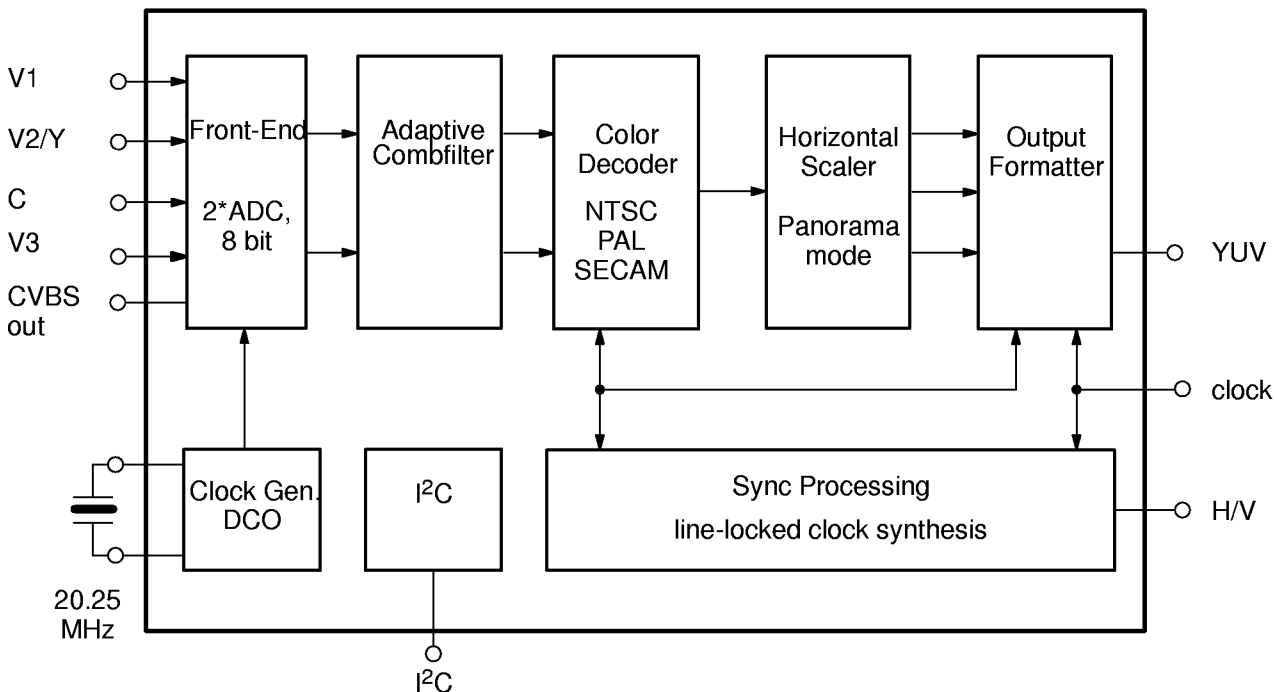 V1
V2/Y
C
V3
CVBS
out
Front-End
2*ADC,
8 bit
Adaptive
Combfilter
Color
Decoder
NTSC
PAL
SECAM
Horizontal
Scaler
Panorama
mode
Output
Formatter
YUV
clock
H/V
Clock Gen.
DCO
I²C
Sync Processing
line-locked clock synthesis
20.25
MHz
I²C